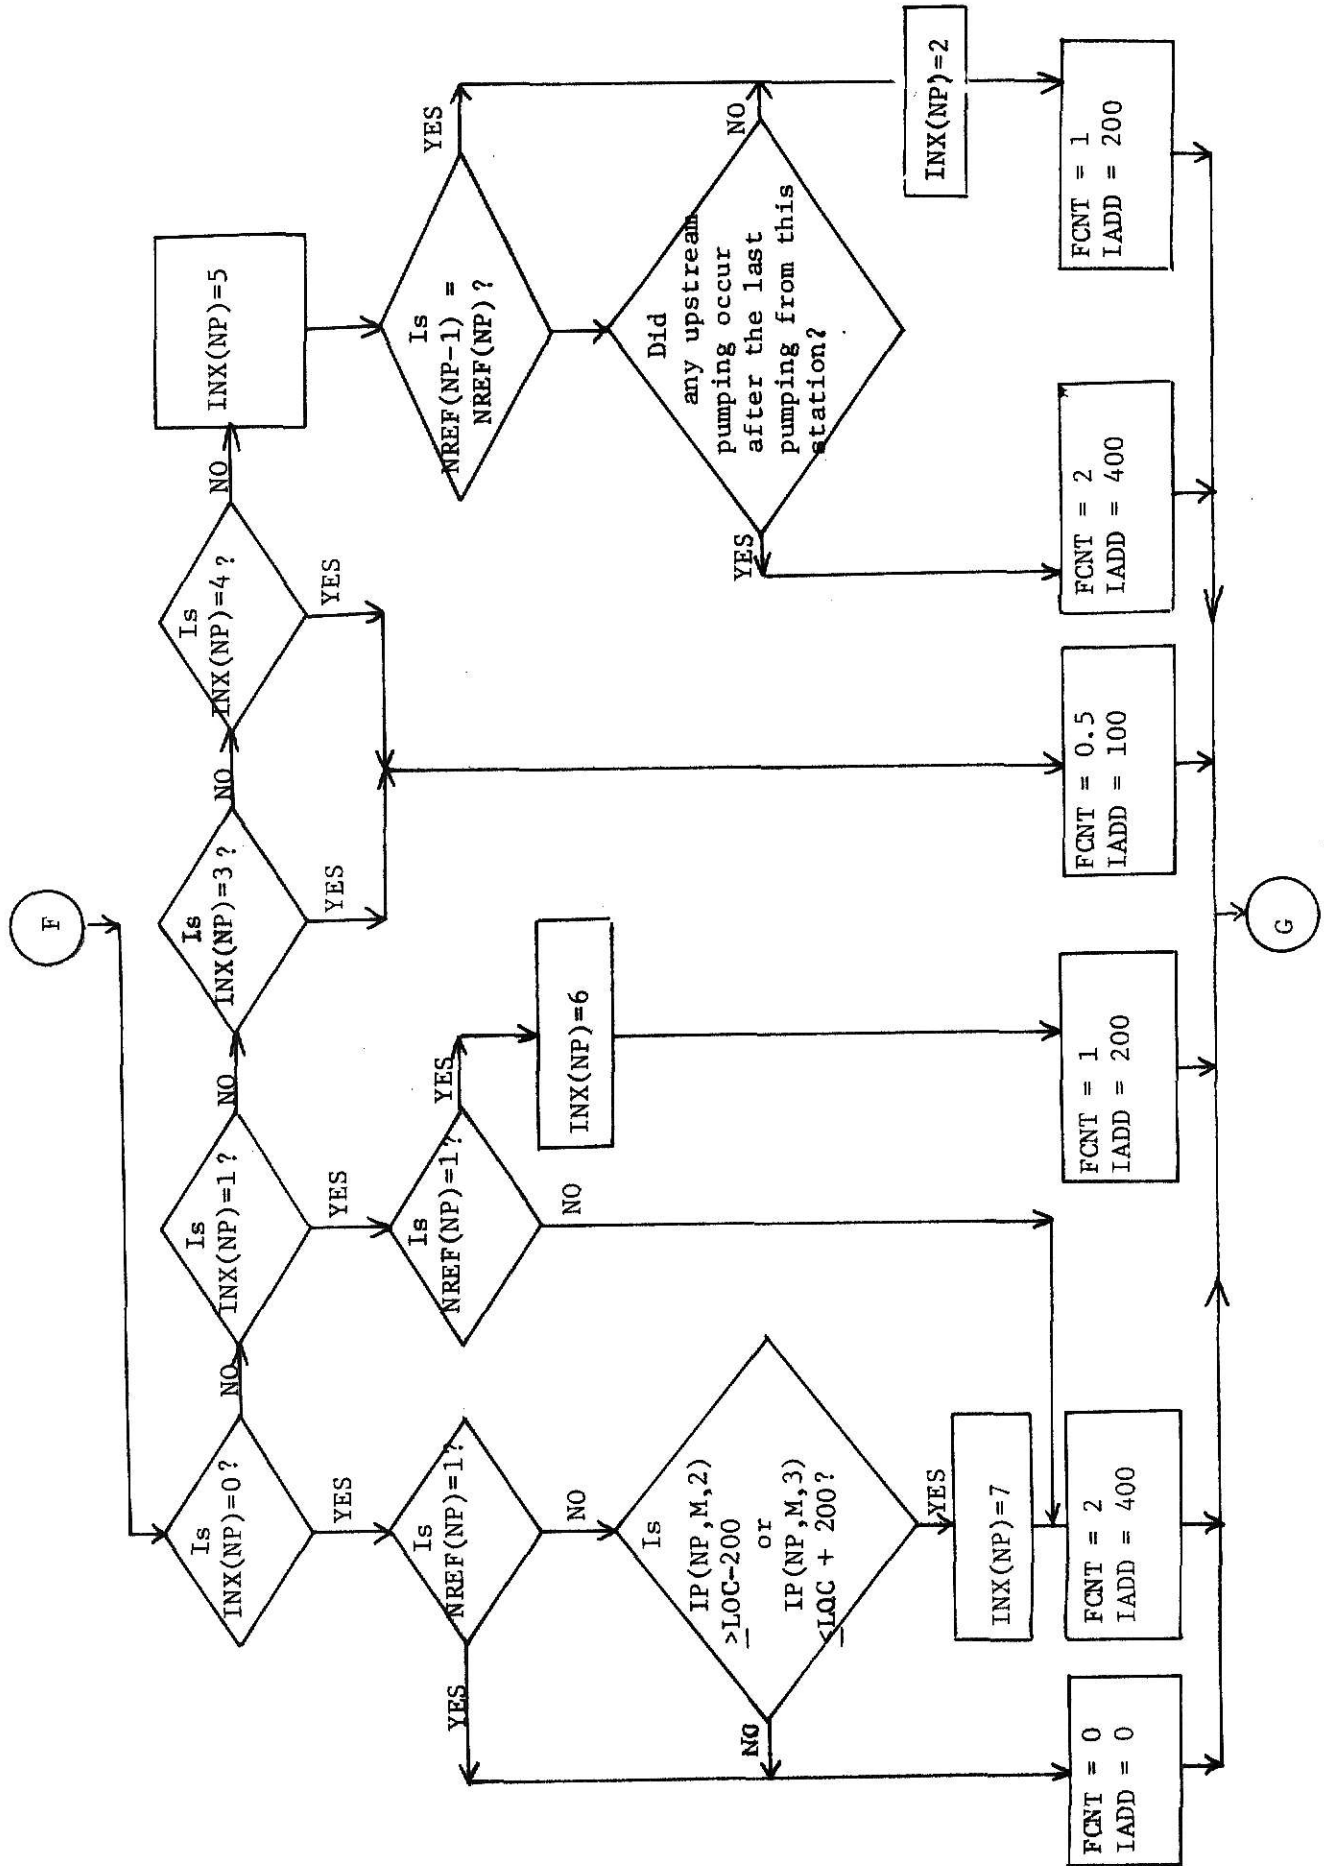 F
Is
INX(NP)=0?
NO
YES
Is
INX(NP)=1?
NO
YES
Is
INX(NP)=3?
NO
YES
Is
INX(NP)=4?
NO
YES
INX(NP)=5
Is
NREF(NP)=1?
YES
NO
Is
NREF(NP)=1?
YES
NO
INX(NP)=6
Is
NREF(NP-1) =
NREF(NP)?
YES
Is
IP(NP,M,2)
≥LOC-200
or
IP(NP,M,3)
≤LOC + 200?
NO
YES
Did
any upstream
pumping occur
after the last
pumping from this
station?
YES
NO
INX(NP)=7
INX(NP)=2
FCNT = 0
IADD = 0
FCNT = 2
IADD = 400
FCNT = 1
IADD = 200
FCNT = 0.5
IADD = 100
FCNT = 2
IADD = 400
FCNT = 1
IADD = 200
G